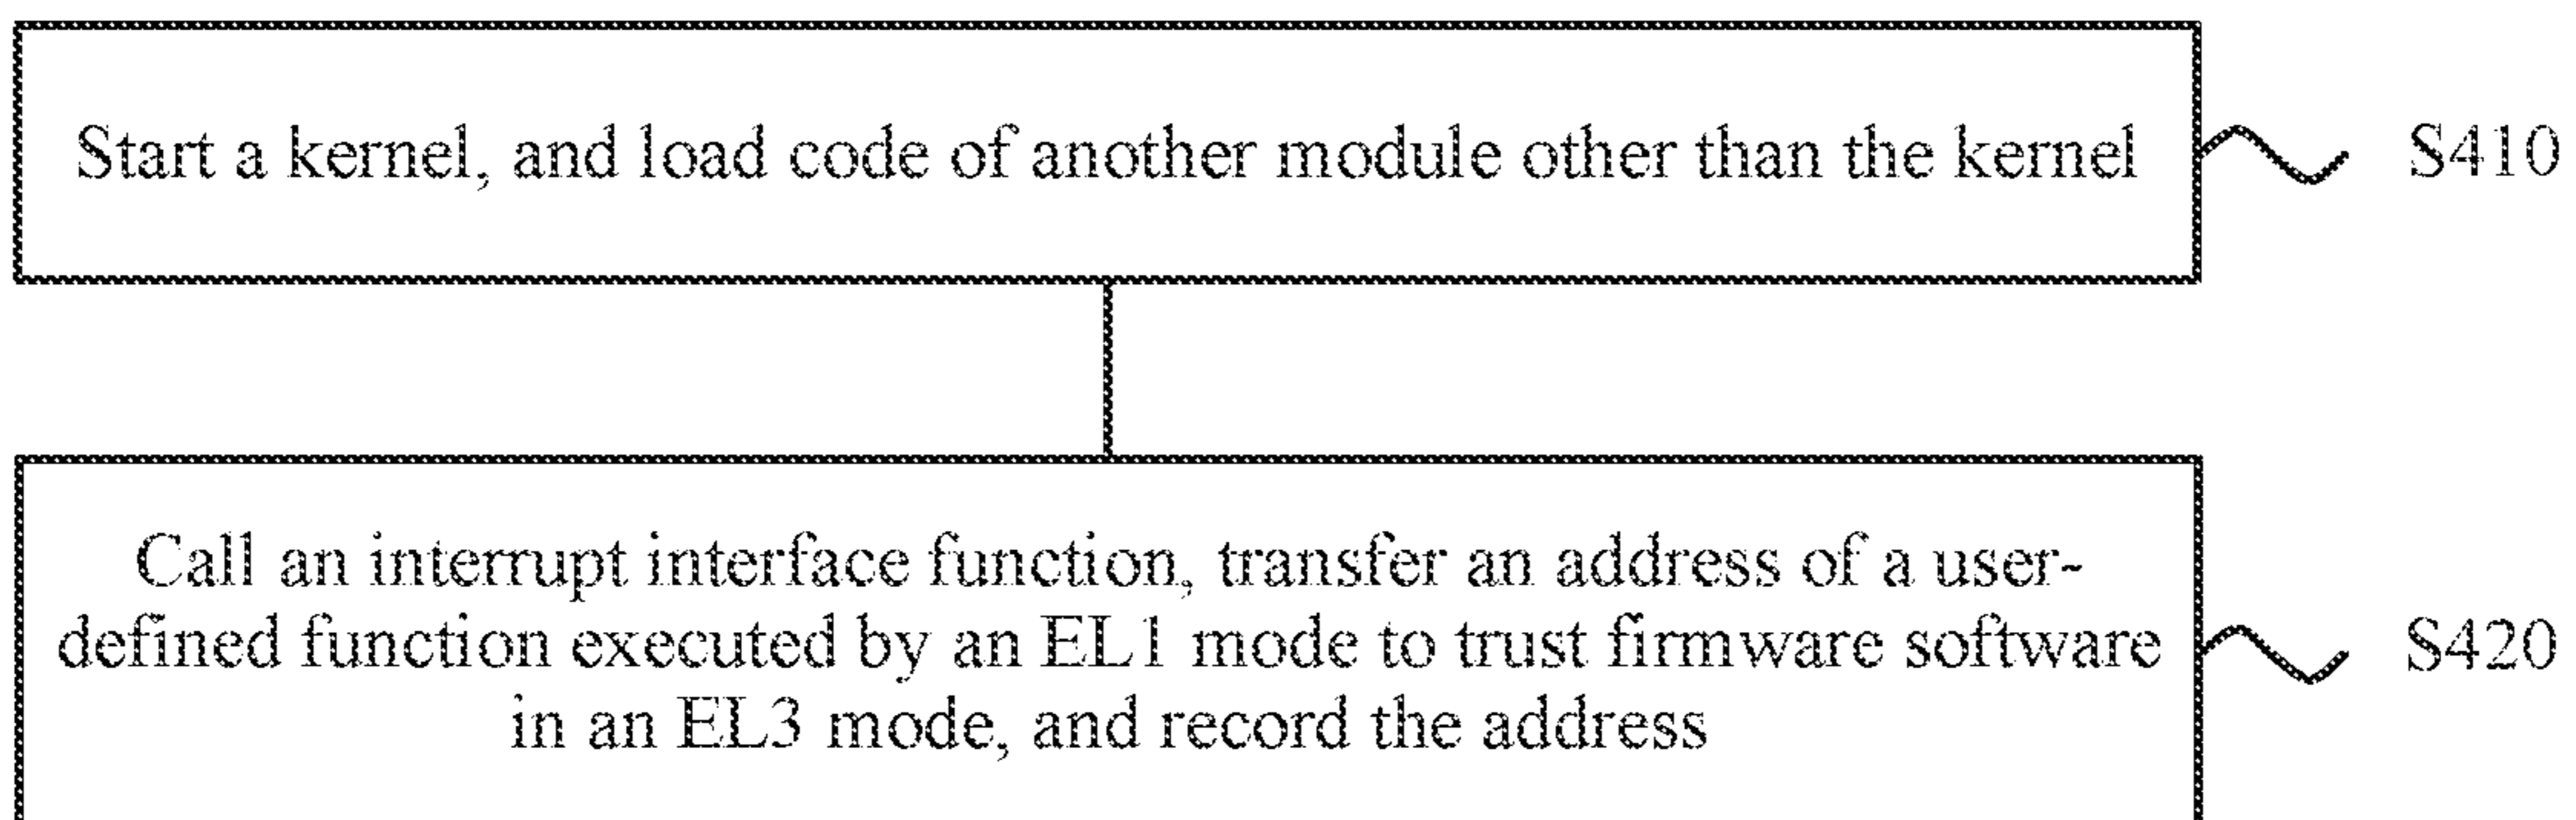 Start a kernel, and load code of another module other than the kernel
S410
Call an interrupt interface function, transfer an address of a user-
defined function executed by an EL1 mode to trust firmware software
in an EL3 mode, and record the address
S420